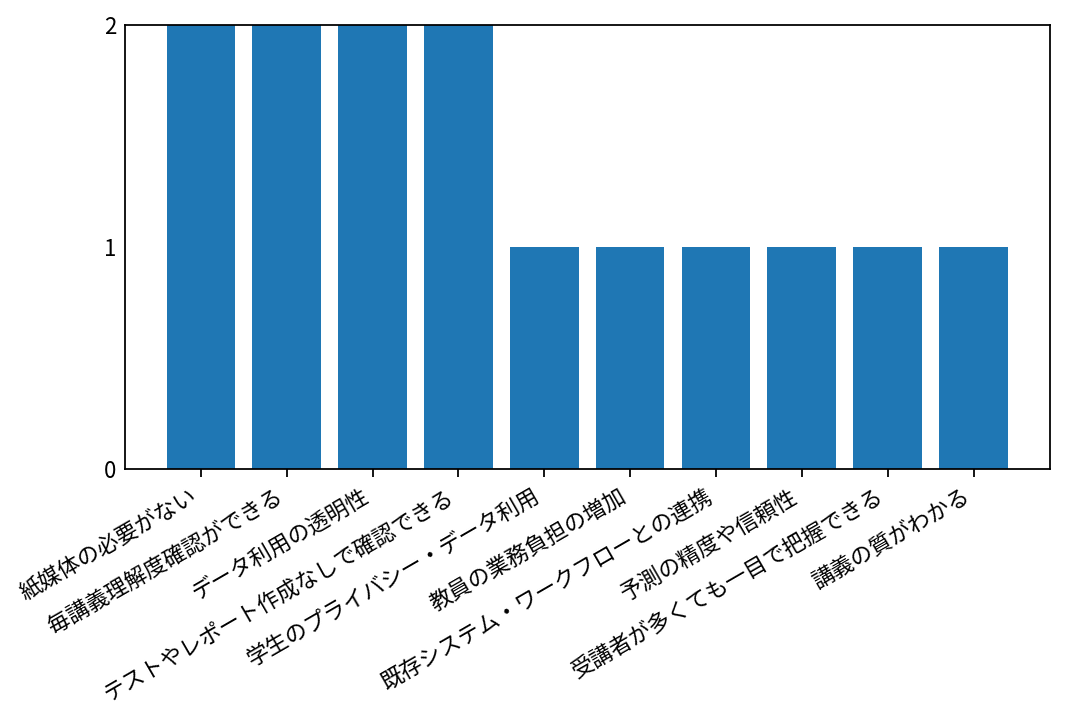 2
1
0
紙媒体の必要がない
毎講義理解度確認ができる
データ利用の透明性
テストやレポート作成なしで確認できる
学生のプライバシー・データ利用
教員の業務負担の増加
既存システム・ワークフローとの連携
予測の精度や信頼性
受講者が多くても一目で把握できる
講義の質がわかる